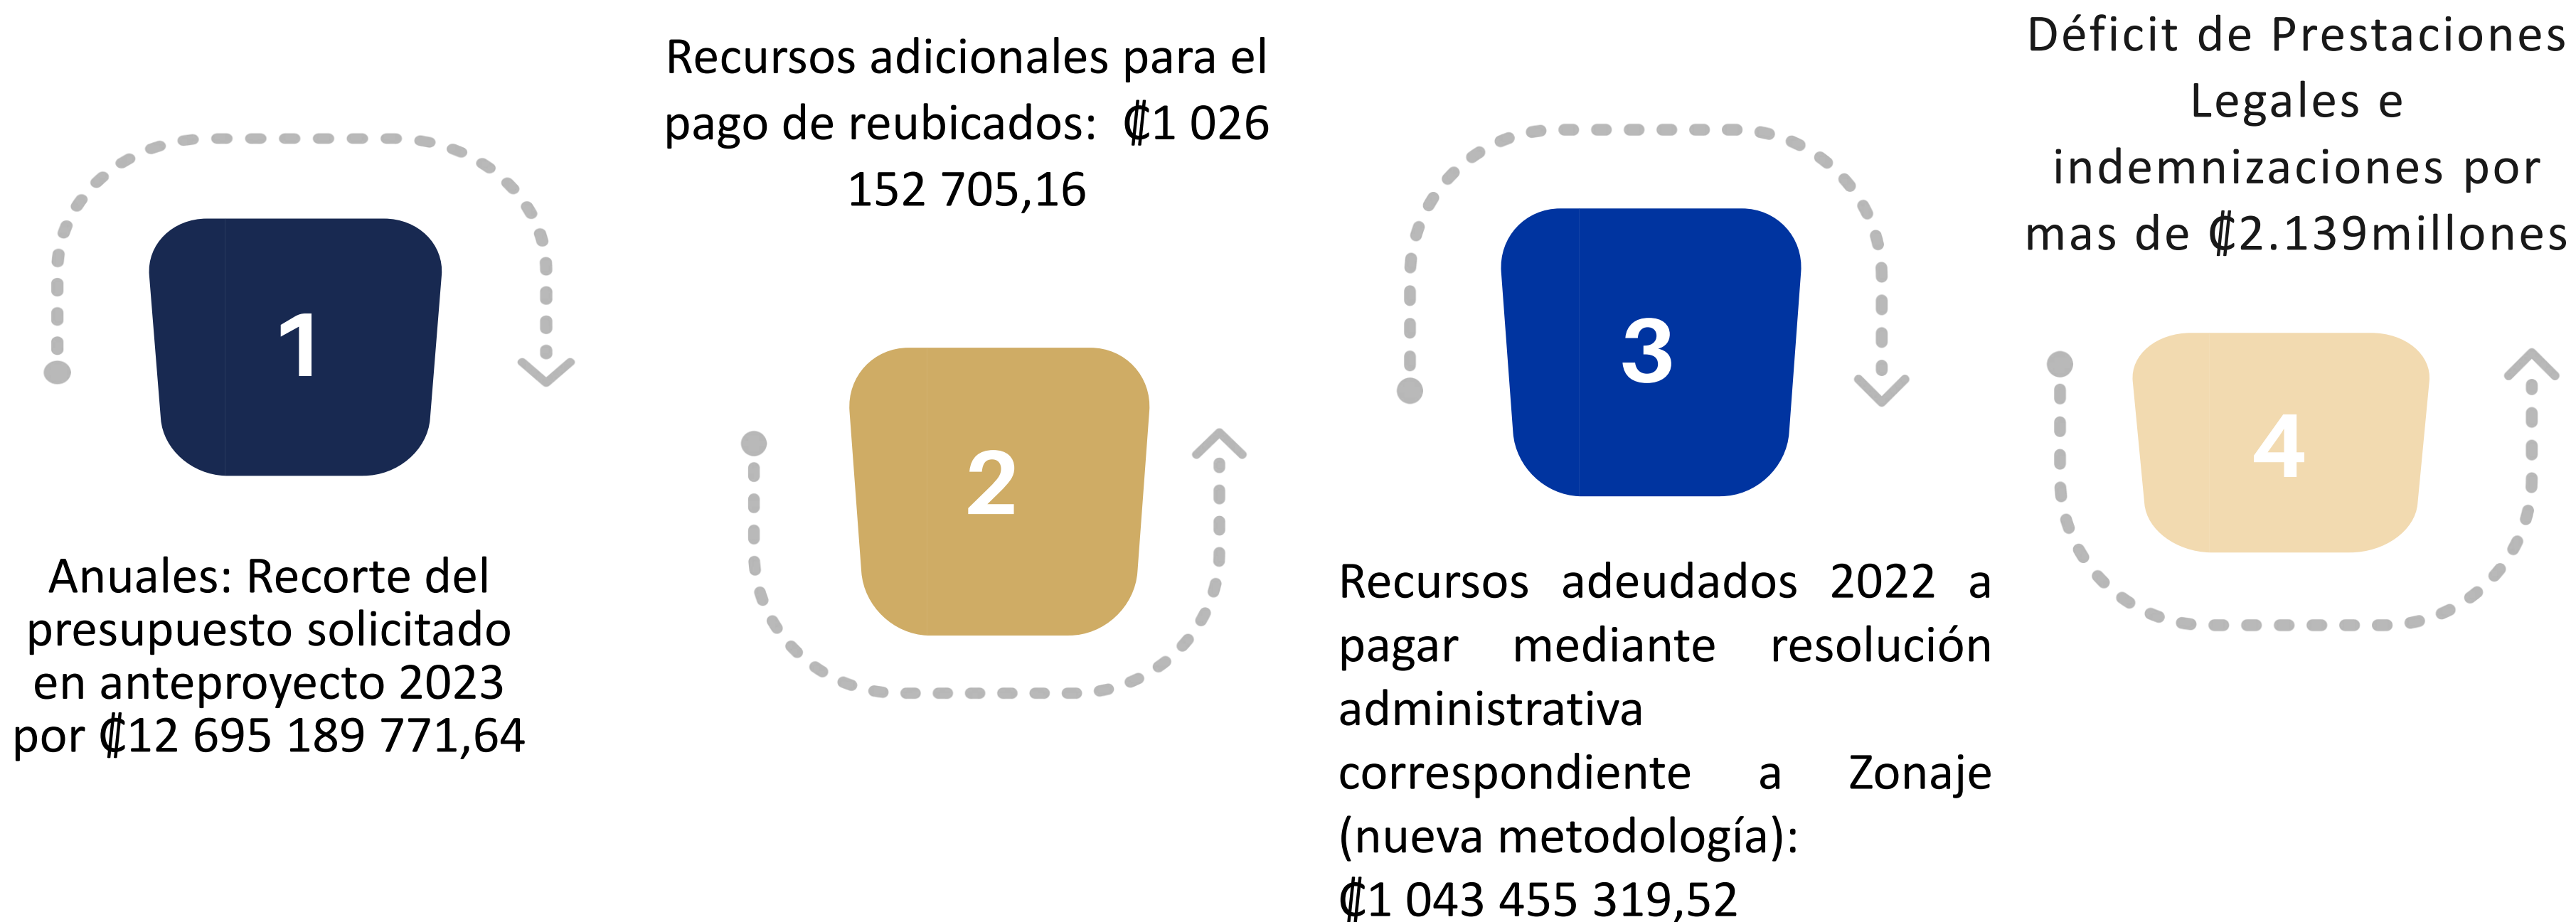 1
Anuales: Recorte del
presupuesto solicitado
en anteproyecto 2023
por ₡12 695 189 771,64
Recursos adicionales para el
pago de reubicados: ₡1 026
152 705,16
2
3
Recursos adeudados 2022 a
pagar mediante resolución
administrativa
correspondiente a Zonaje
(nueva metodología):
₡1 043 455 319,52
Déficit de Prestaciones
Legales e
indemnizaciones por
mas de ₡2.139millones
4